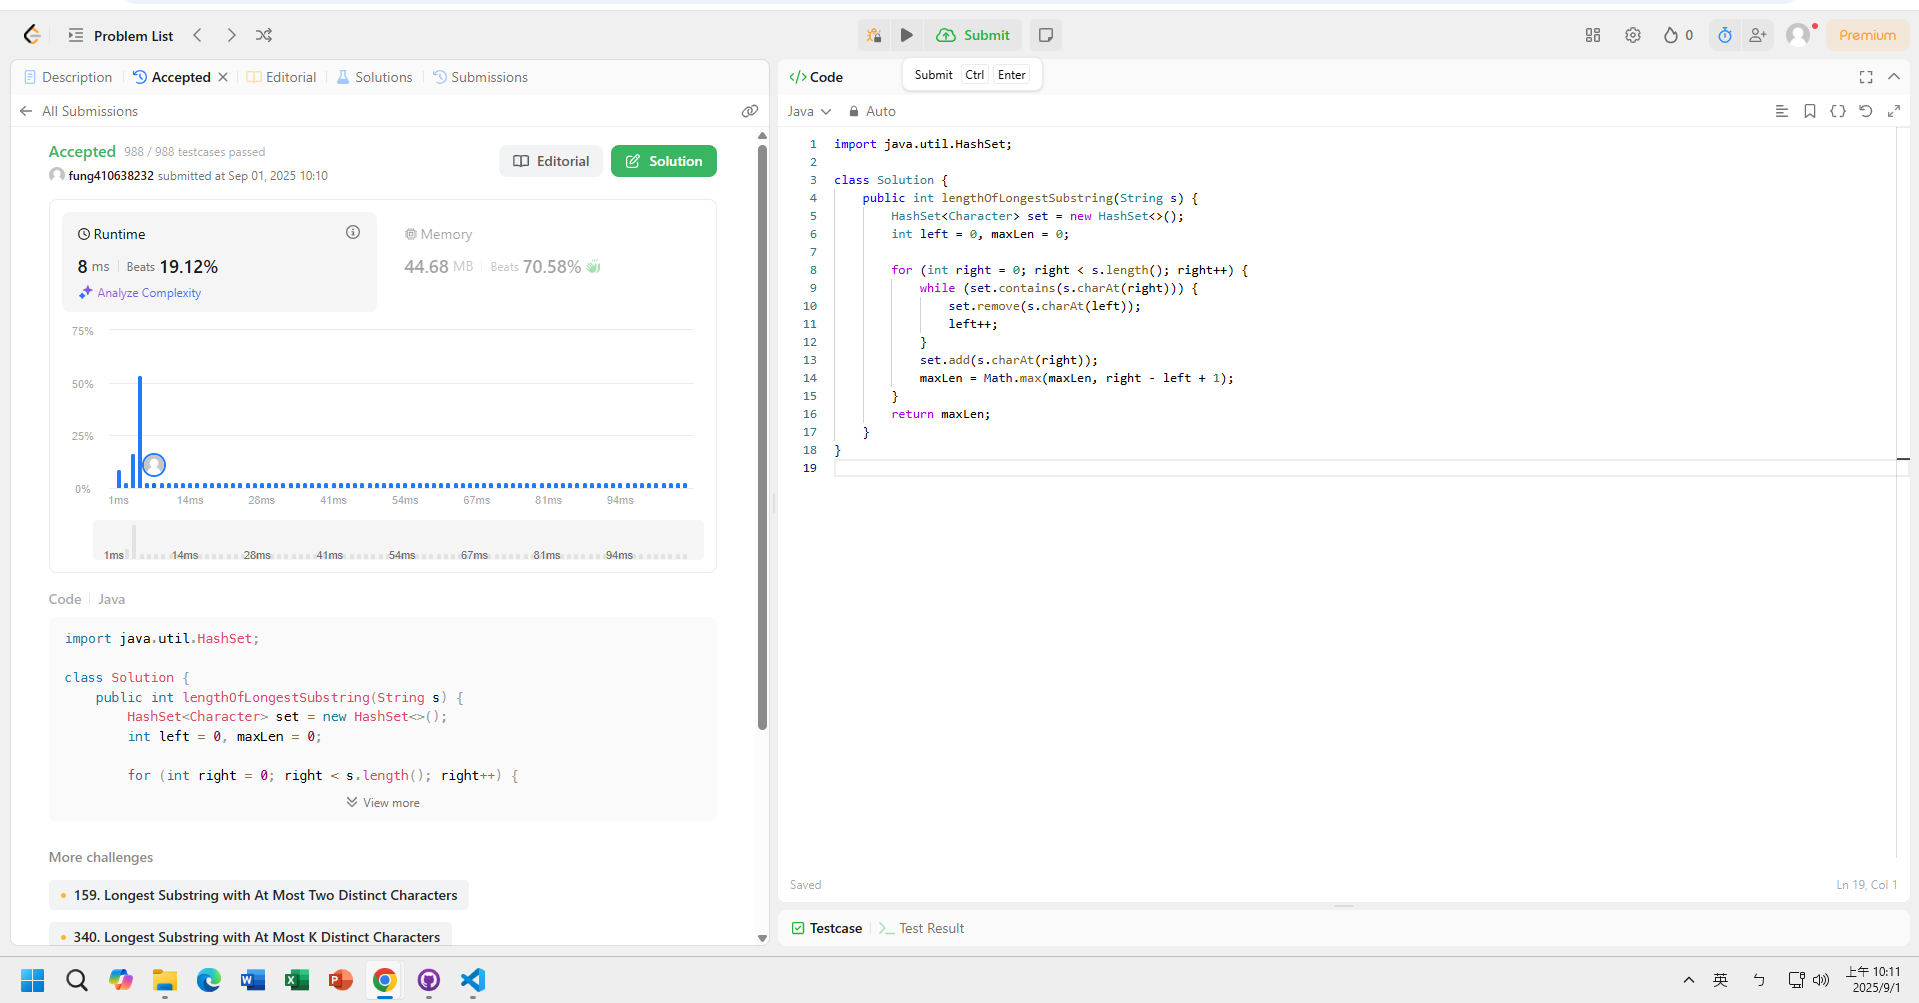 Problem List
Submit
0
Premium
Description
Accepted
Editorial
Solutions
Submissions
All Submissions
Accepted 988 / 988 testcases passed
fung410638232 submitted at Sep 01, 2025 10:10
Editorial
Solution
Runtime
8 ms Beats 19.12%
Analyze Complexity
Memory
44.68 MB Beats 70.58%
75%
50%
25%
0%
1ms 14ms 28ms 41ms 54ms 67ms 81ms 94ms
1ms 14ms 28ms 41ms 54ms 67ms 81ms 94ms
Code Java
import java.util.HashSet;
class Solution {
public int lengthOfLongestSubstring(String s) {
HashSet<Character> set = new HashSet<>();
int left = 0, maxLen = 0;
for (int right = 0; right < s.length(); right++) {
View more
More challenges
159. Longest Substring with At Most Two Distinct Characters
340. Longest Substring with At Most K Distinct Characters
</> Code
Submit Ctrl Enter
Java Auto
1 import java.util.HashSet;
2
3 class Solution {
4 public int lengthOfLongestSubstring(String s) {
5 HashSet<Character> set = new HashSet<>();
6 int left = 0, maxLen = 0;
7
8 for (int right = 0; right < s.length(); right++) {
9 while (set.contains(s.charAt(right))) {
10 set.remove(s.charAt(left));
11 left++;
12 }
13 set.add(s.charAt(right));
14 maxLen = Math.max(maxLen, right - left + 1);
15 }
16 return maxLen;
17 }
18 }
19
Saved
Ln 19, Col 1
Testcase
Test Result
英
ㄅ
上午 10:11
2025/9/1